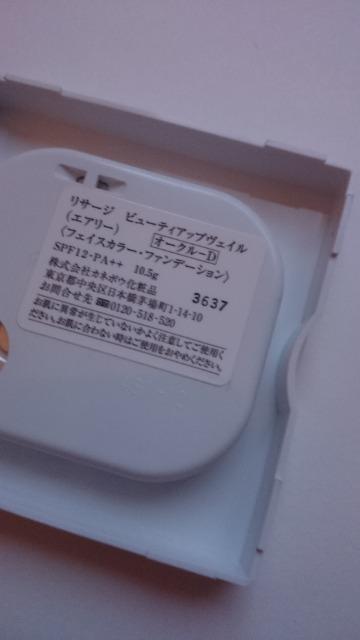 リサージ ビューティアップヴェイル
(エアリー) オークル-D
(フェイスカラー・ファンデーション)
SPF12・PA++ 10.5g
株式会社カネボウ化粧品 3637
東京都中央区日本橋茅場町1-14-10
お問合せ先 0120-518-520
お肌に異常が生じていないかよく注意してご使用く
ださい。お肌に合わない時はご使用をおやめください。